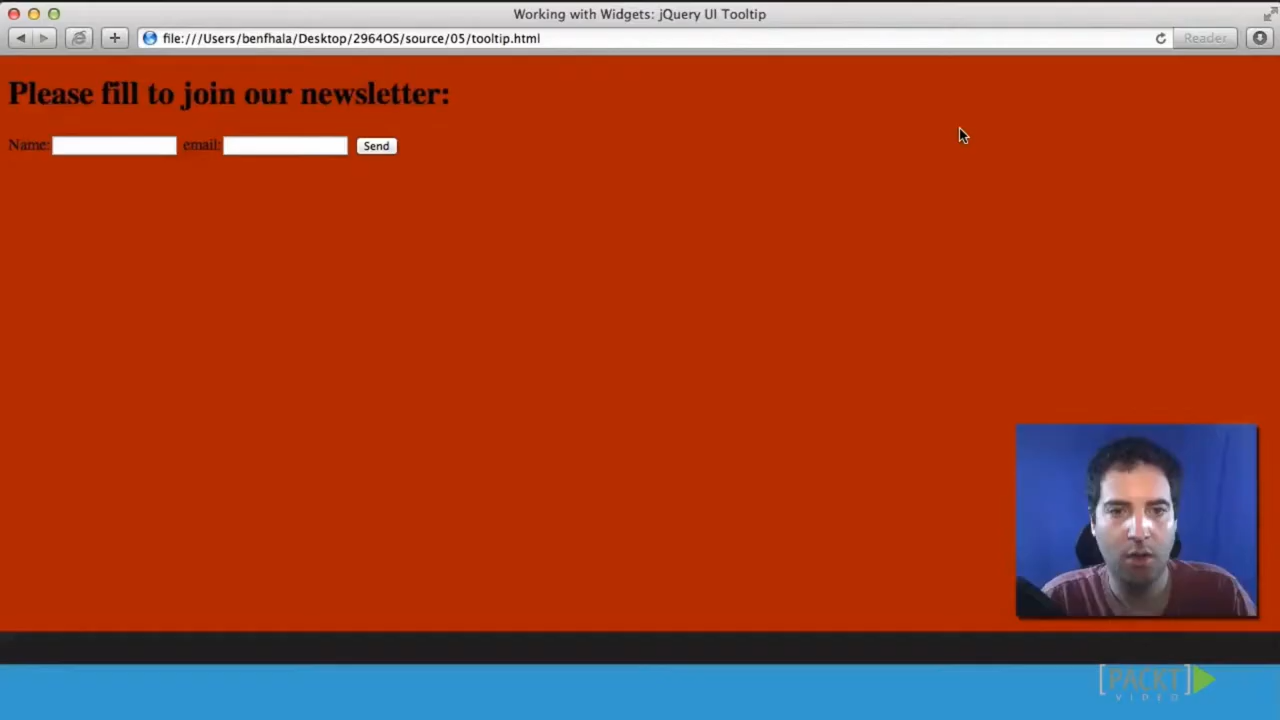 Working with Widgets: jQuery UI Tooltip
file:///Users/benfhala/Desktop/2964OS/source/05/tooltip.html
Reader
Please fill to join our newsletter:
Name: email: Send
[PACKT]
VIDEO